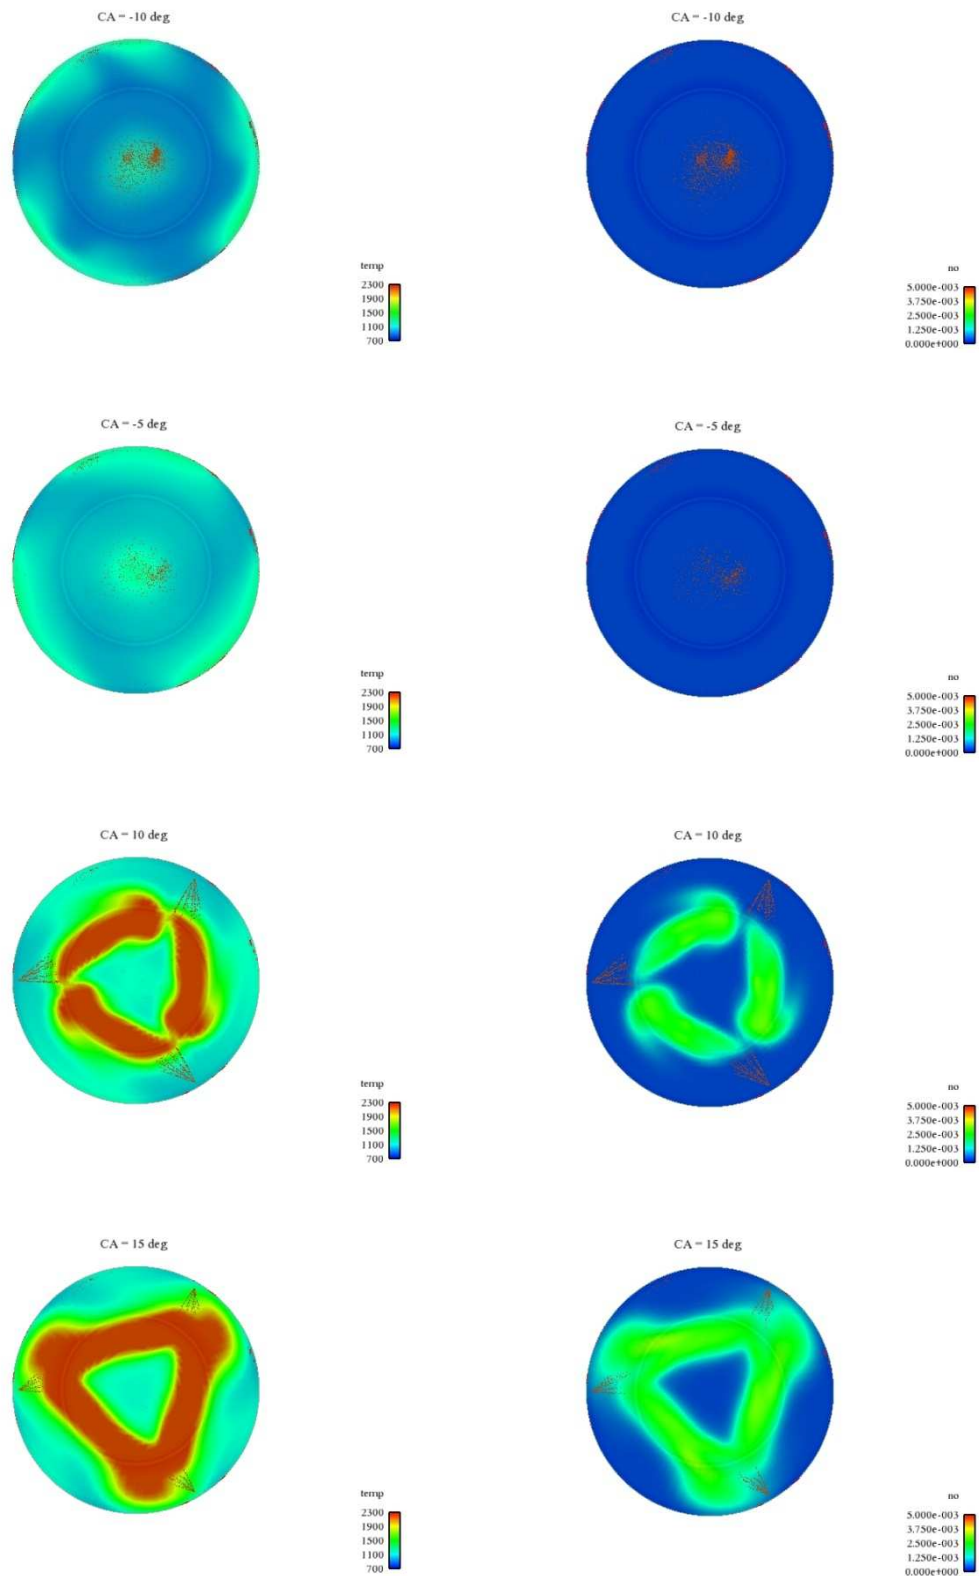 CA = -10 deg
CA = -10 deg
temp
2300
1900
1500
1100
700
no
5.000e-003
3.750e-003
2.500e-003
1.250e-003
0.000e+000
CA = -5 deg
CA = -5 deg
temp
2300
1900
1500
1100
700
no
5.000e-003
3.750e-003
2.500e-003
1.250e-003
0.000e+000
CA = 10 deg
CA = 10 deg
temp
2300
1900
1500
1100
700
no
5.000e-003
3.750e-003
2.500e-003
1.250e-003
0.000e+000
CA = 15 deg
CA = 15 deg
temp
2300
1900
1500
1100
700
no
5.000e-003
3.750e-003
2.500e-003
1.250e-003
0.000e+000